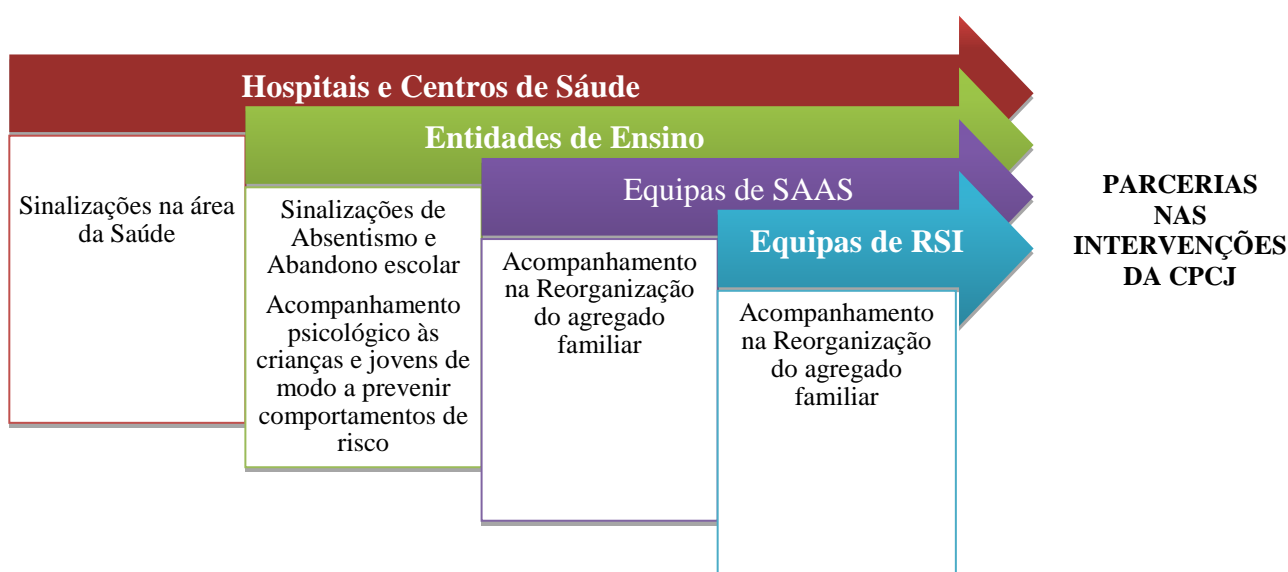 Hospitais e Centros de Sáude
Entidades de Ensino
Equipas de SAAS
Equipas de RSI
Sinalizações na área
da Saúde
Sinalizações de
Absentismo e
Abandono escolar
Acompanhamento
psicológico às
crianças e jovens de
modo a prevenir
comportamentos de
risco
Acompanhamento
na Reorganização
do agregado
familiar
Acompanhamento
na Reorganização
do agregado
familiar
PARCERIAS
NAS
INTERVENÇÕES
DA CPCJ